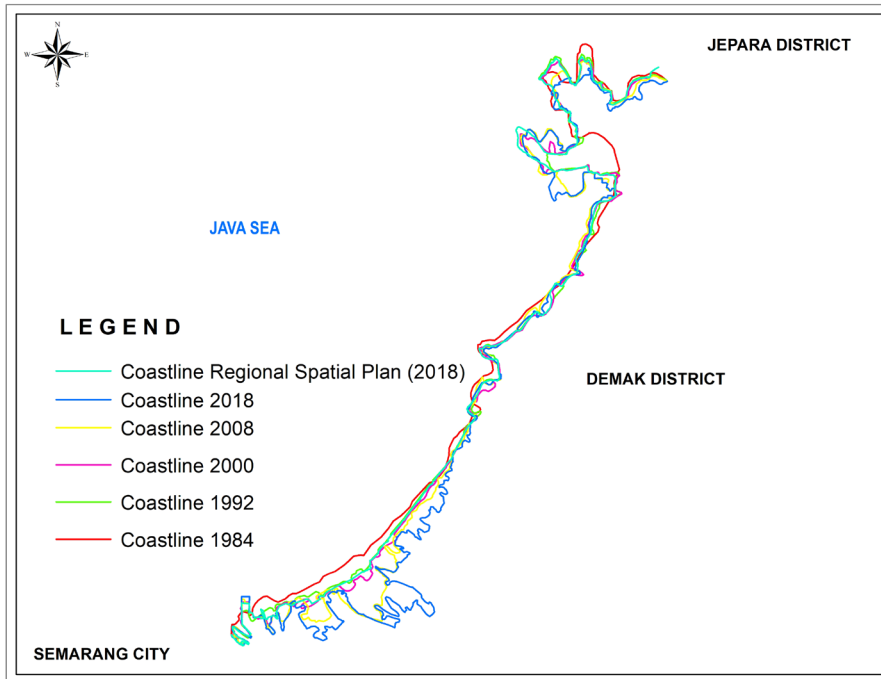 N
W E
S
JEPARA DISTRICT
JAVA SEA
LEGEND
Coastline Regional Spatial Plan (2018)
Coastline 2018
Coastline 2008
Coastline 2000
Coastline 1992
Coastline 1984
DEMAK DISTRICT
SEMARANG CITY